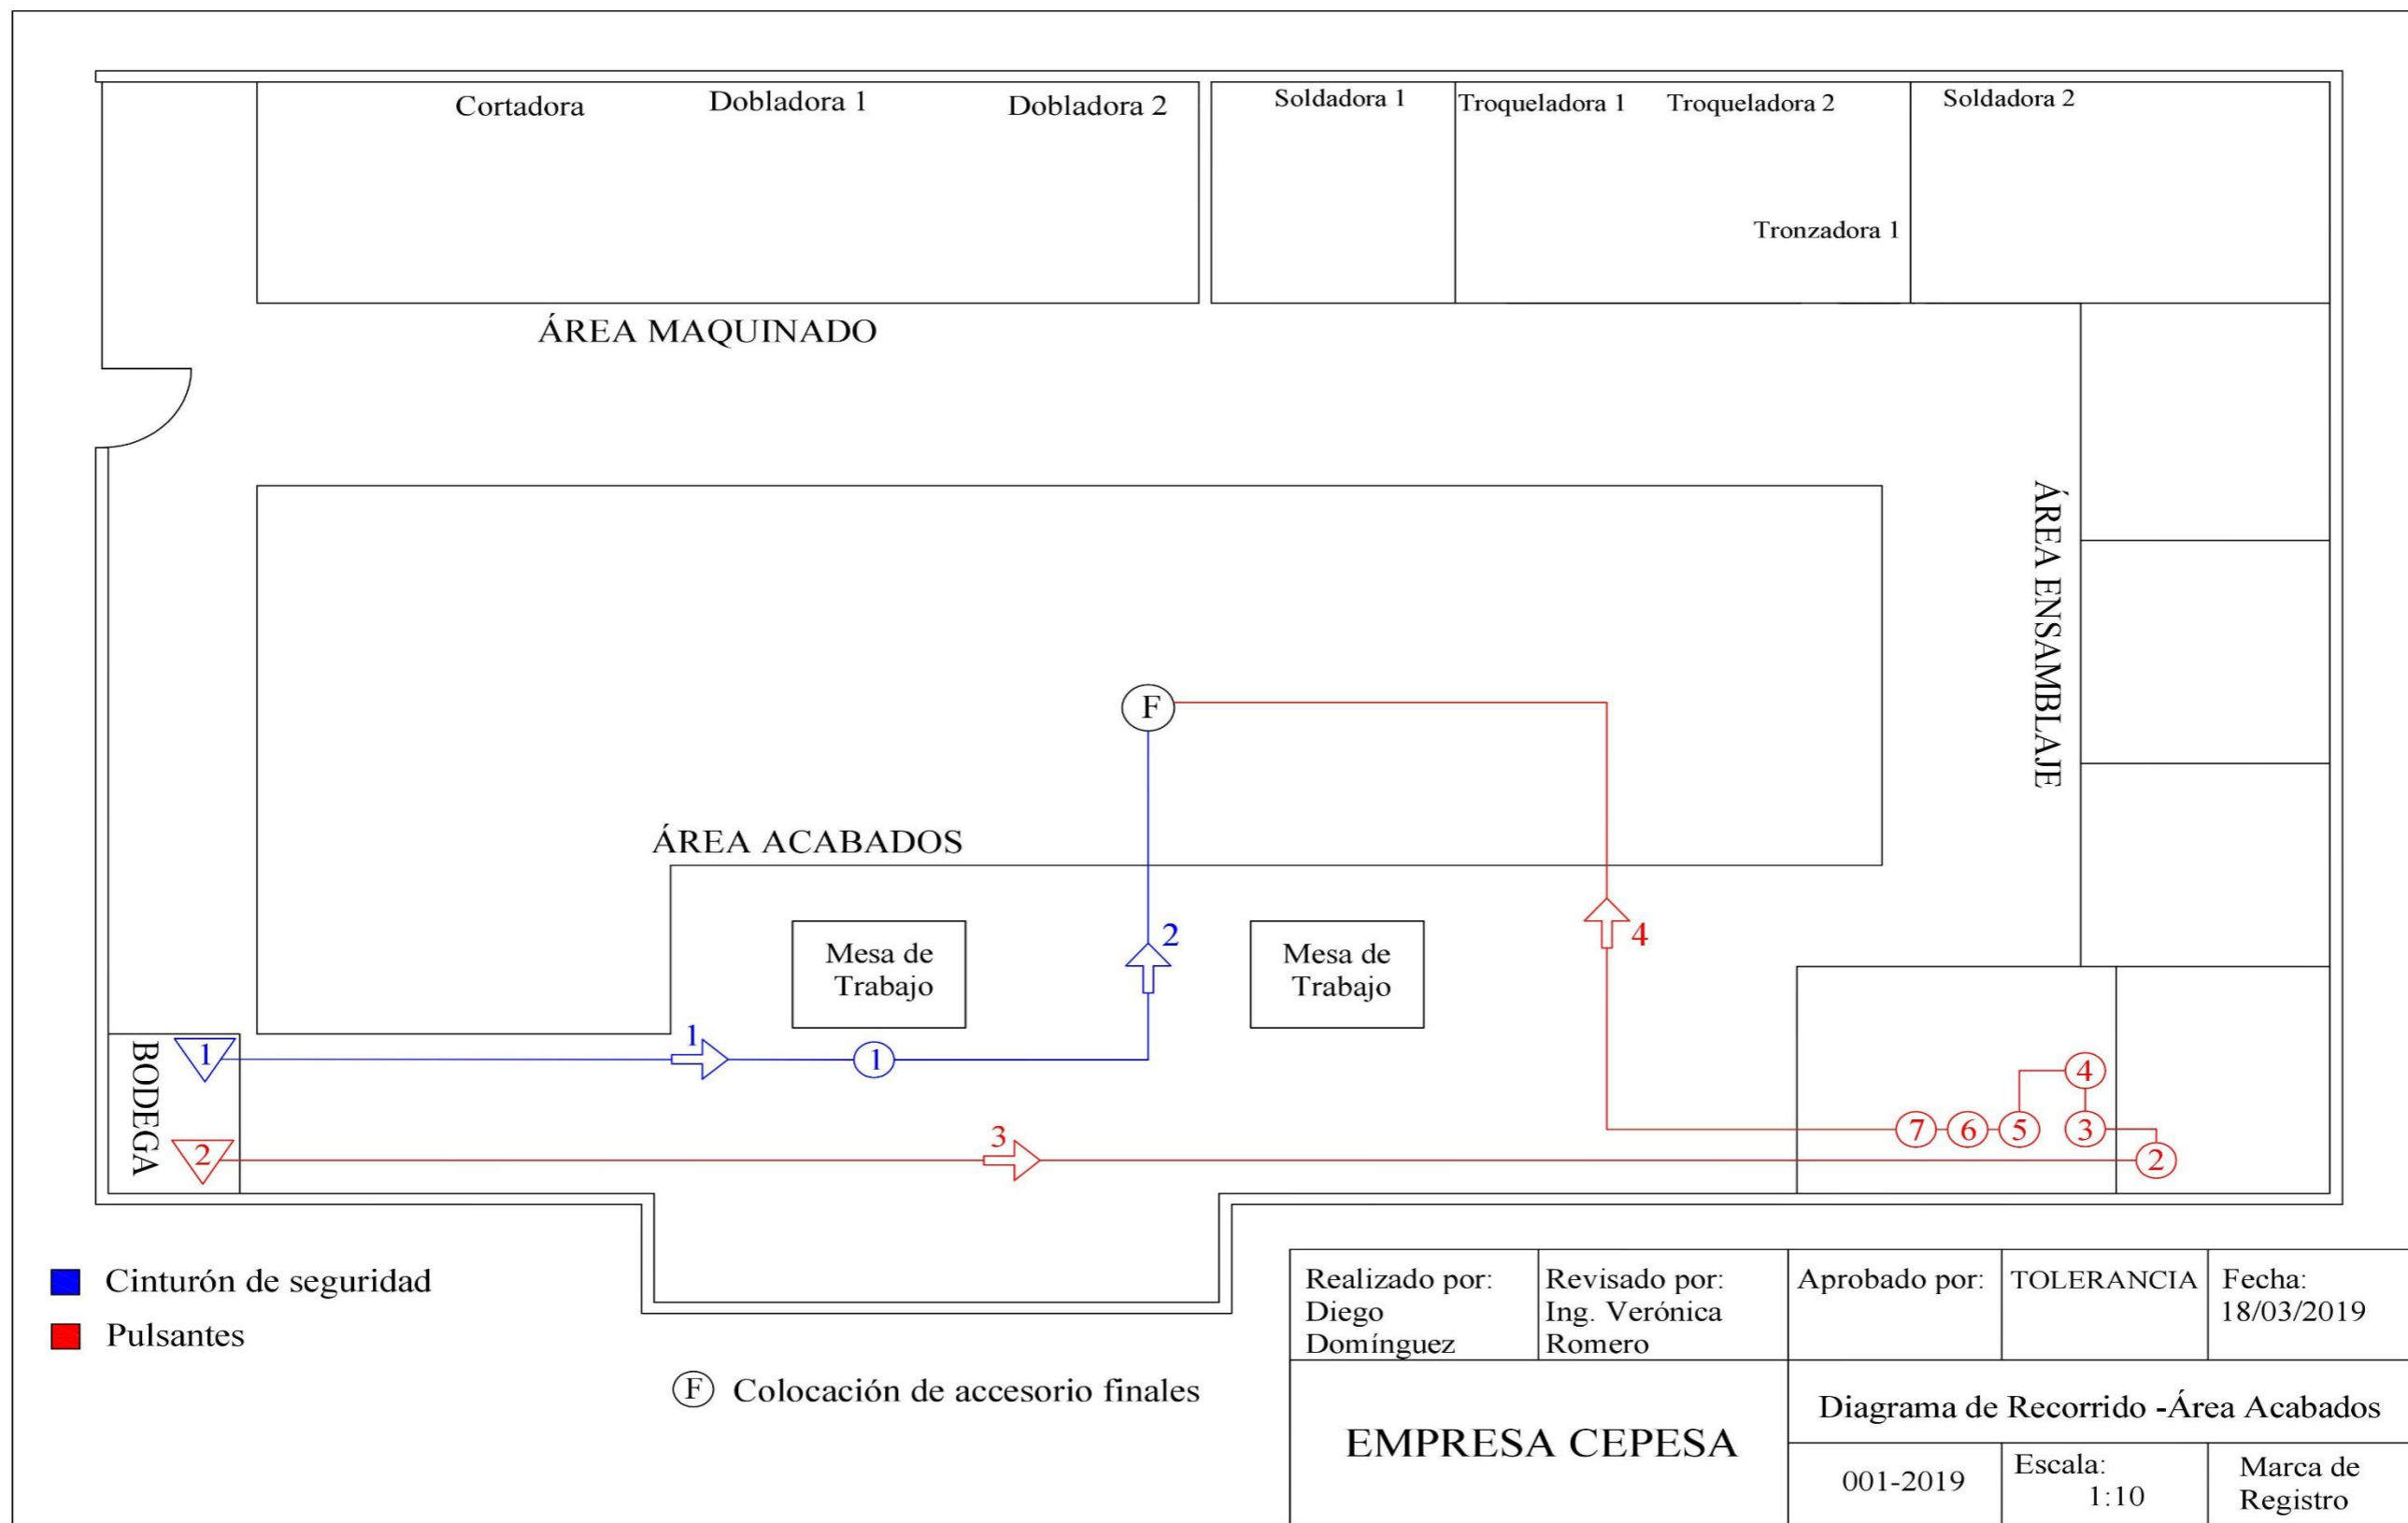 Cortadora
Dobladora 1
Dobladora 2
Soldadora 1
Troqueladora 1
Troqueladora 2
Soldadora 2
Tronzadora 1
ÁREA MAQUINADO
ÁREA ENSAMBLAJE
F
ÁREA ACABADOS
Mesa de
Trabajo
2
Mesa de
Trabajo
4
BODEGA
1
1
1
2
3
7
6
5
4
3
2
Cinturón de seguridad
Pulsantes
F Colocación de accesorio finales
Realizado por:
Diego
Domínguez
Revisado por:
Ing. Verónica
Romero
Aprobado por:
TOLERANCIA
Fecha:
18/03/2019
EMPRESA CEPESA
Diagrama de Recorrido -Área Acabados
001-2019
Escala:
1:10
Marca de
Registro